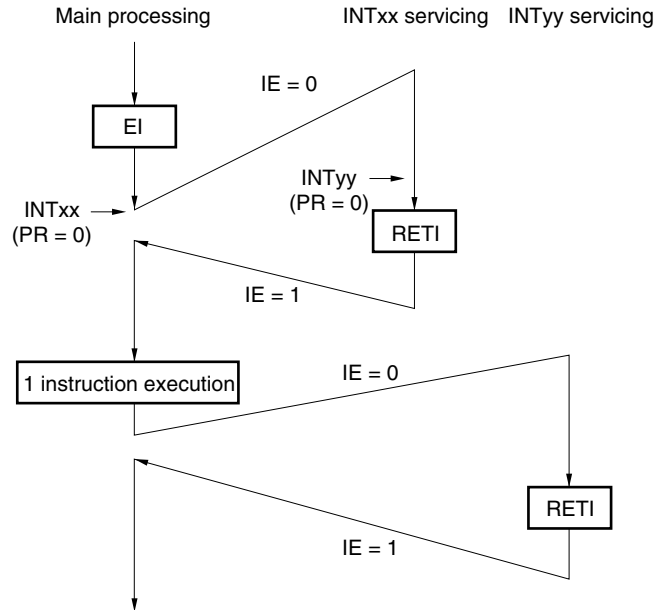 Main processing
INTxx servicing
INTyy servicing
IE = 0
EI
INTyy
(PR = 0)
INTxx
(PR = 0)
RETI
IE = 1
1 instruction execution
IE = 0
RETI
IE = 1